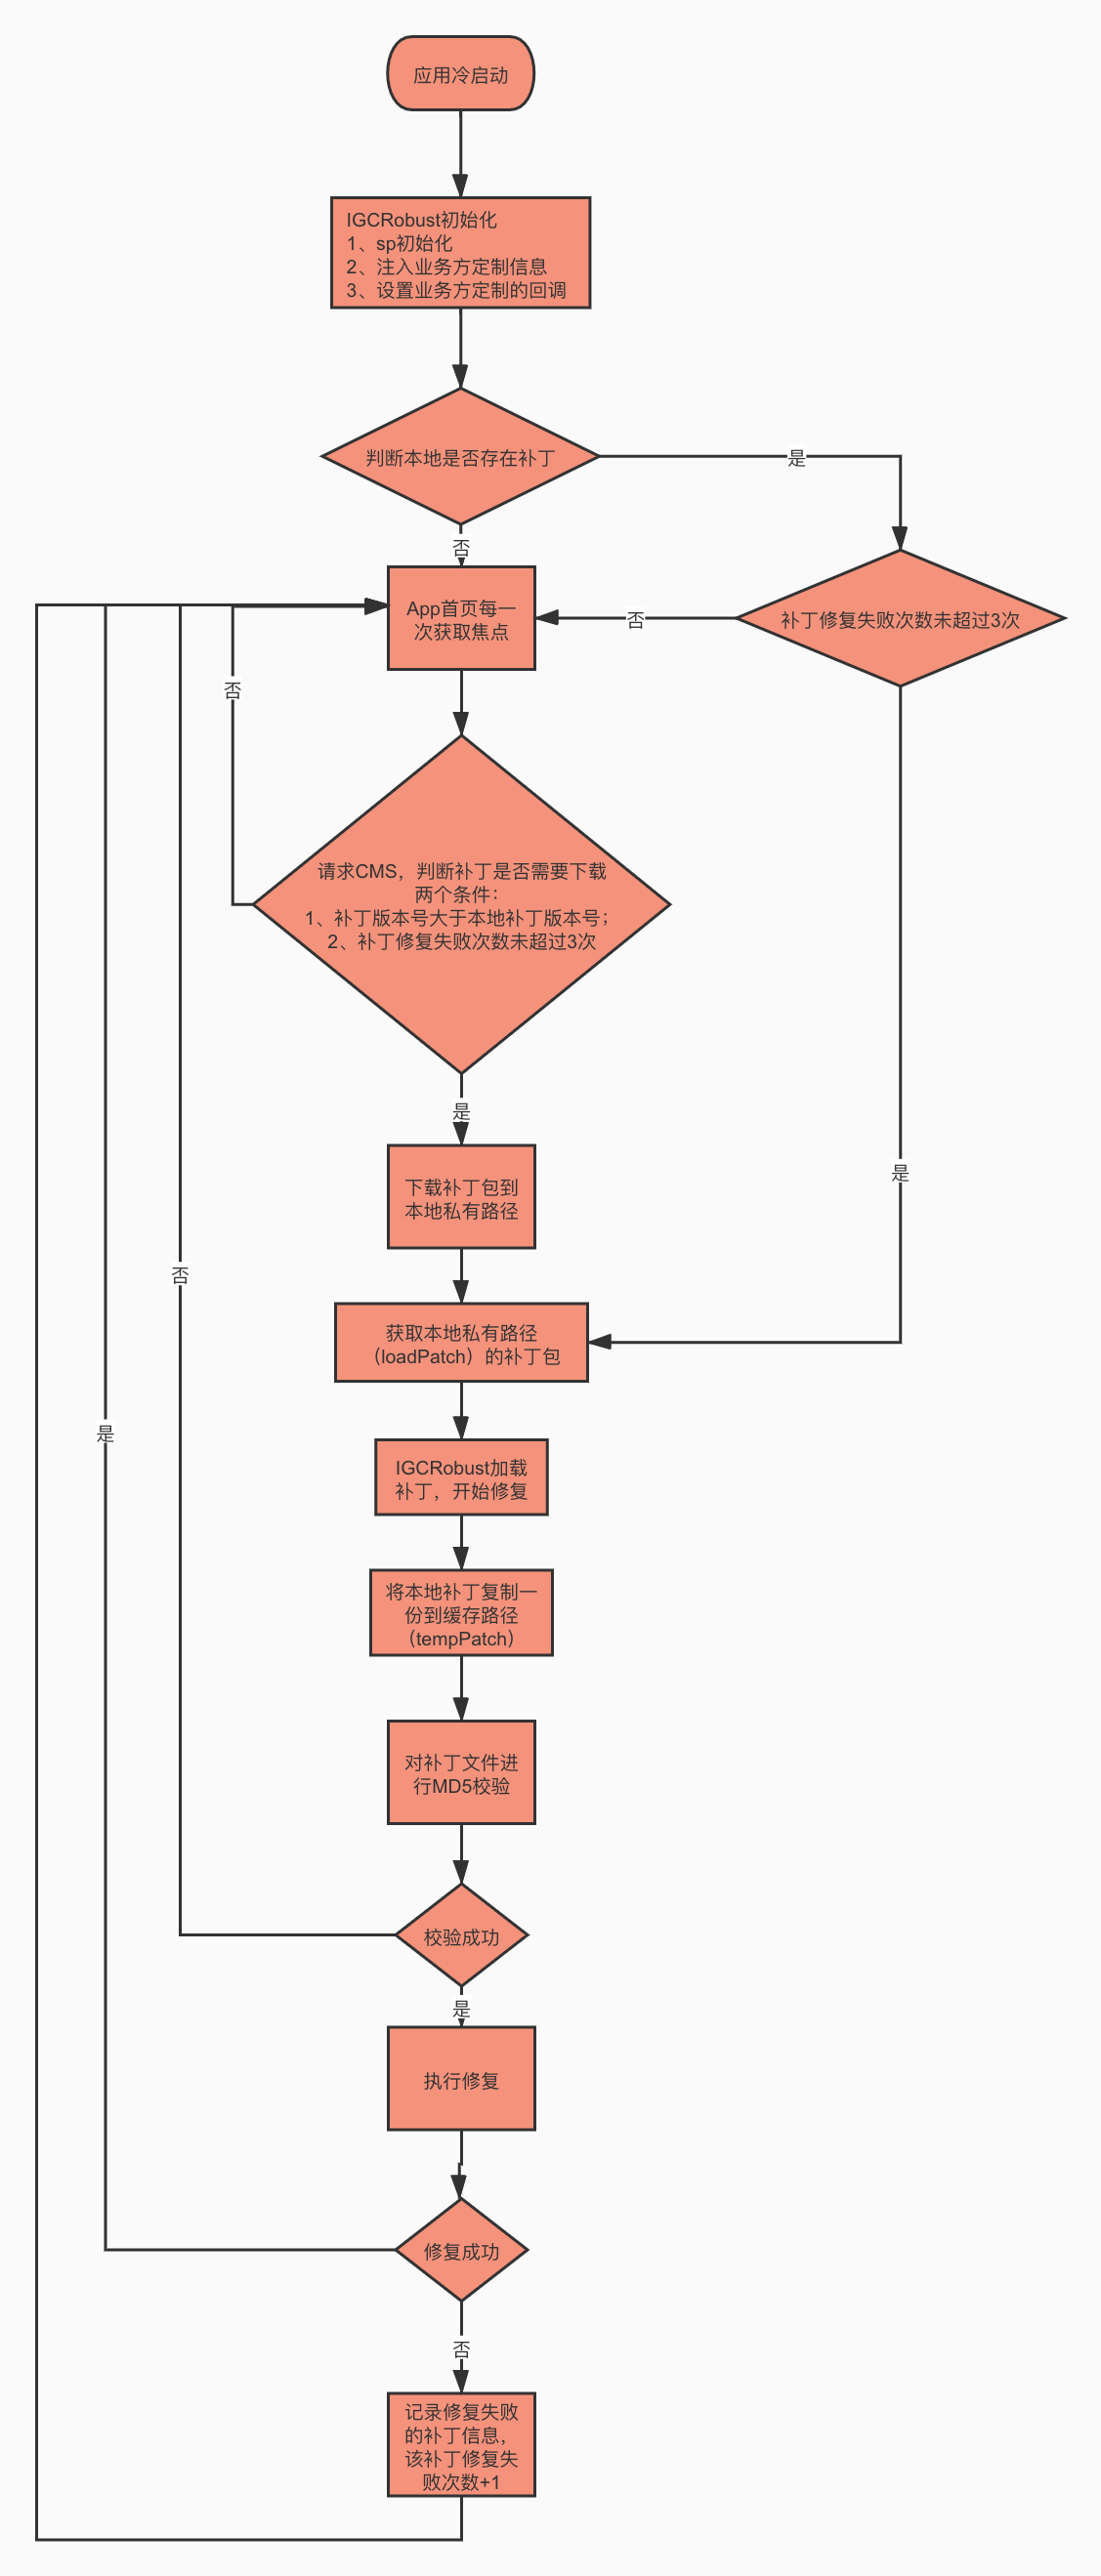 应用冷启动
IGCRobust初始化
1、sp初始化
2、注入业务方定制信息
3、设置业务方定制的回调
判断本地是否存在补丁
是
否
App首页每一
次获取焦点
否
补丁修复失败次数未超过3次
否
请求CMS，判断补丁是否需要下载
两个条件：
1、补丁版本号大于本地补丁版本号；
2、补丁修复失败次数未超过3次
是
下载补丁包到
本地私有路径
是
否
获取本地私有路径
（loadPatch）的补丁包
是
IGCRobust加载
补丁，开始修复
将本地补丁复制一
份到缓存路径
（tempPatch）
对补丁文件进
行MD5校验
校验成功
是
执行修复
修复成功
否
记录修复失败
的补丁信息，
该补丁修复失
败次数+1